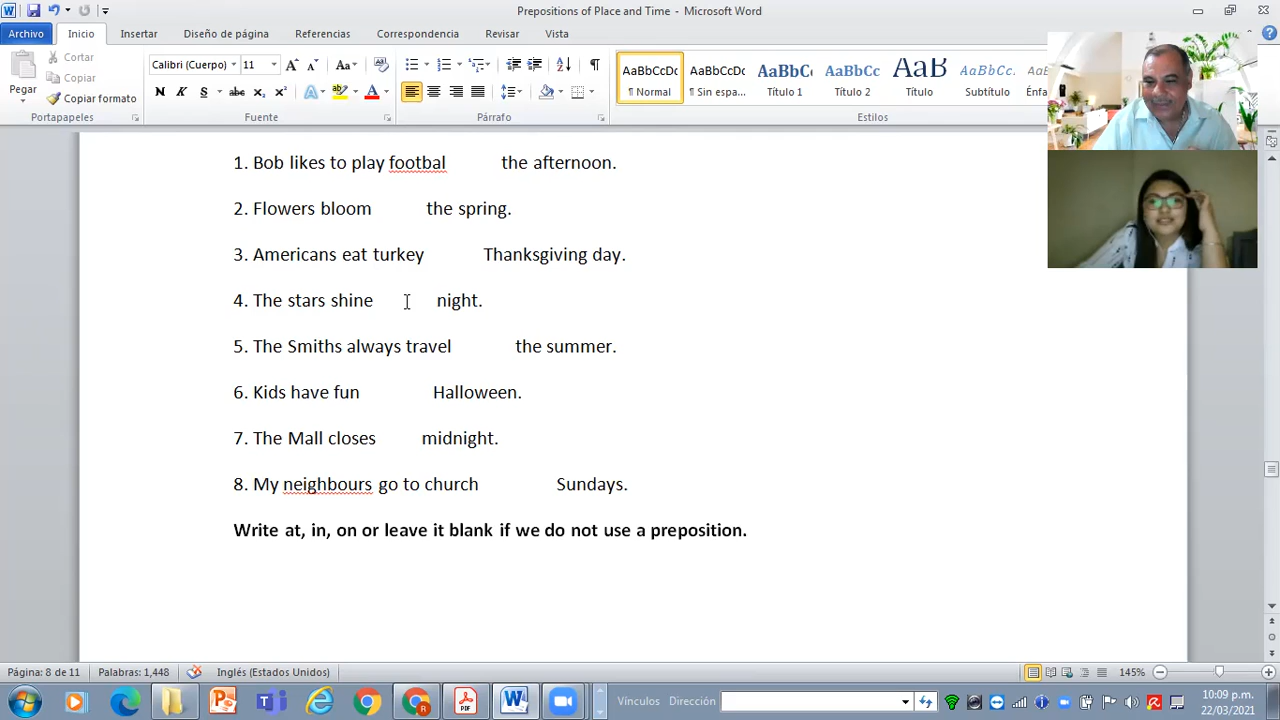 Prepositions of Place and Time - Microsoft Word
Archivo Inicio Insertar Diseño de página Referencias Correspondencia Revisar Vista
Cortar
Copiar
Copiar formato
Pegar
Calibri (Cuerpo) 11
AaBbCcDc AaBbCcDc AaBbC AaBbCc AaB AaBbCc. AaB
¶ Normal ¶ Sin espa... Título 1 Título 2 Título Subtítulo Énfa
Portapapeles Fuente Párrafo Estilos
1. Bob likes to play footbal the afternoon.
2. Flowers bloom the spring.
3. Americans eat turkey Thanksgiving day.
4. The stars shine night.
5. The Smiths always travel the summer.
6. Kids have fun Halloween.
7. The Mall closes midnight.
8. My neighbours go to church Sundays.
Write at, in, on or leave it blank if we do not use a preposition.
Página: 8 de 11 Palabras: 1,448 Inglés (Estados Unidos) 145%
Vínculos Dirección
10:09 p.m.
22/03/2021